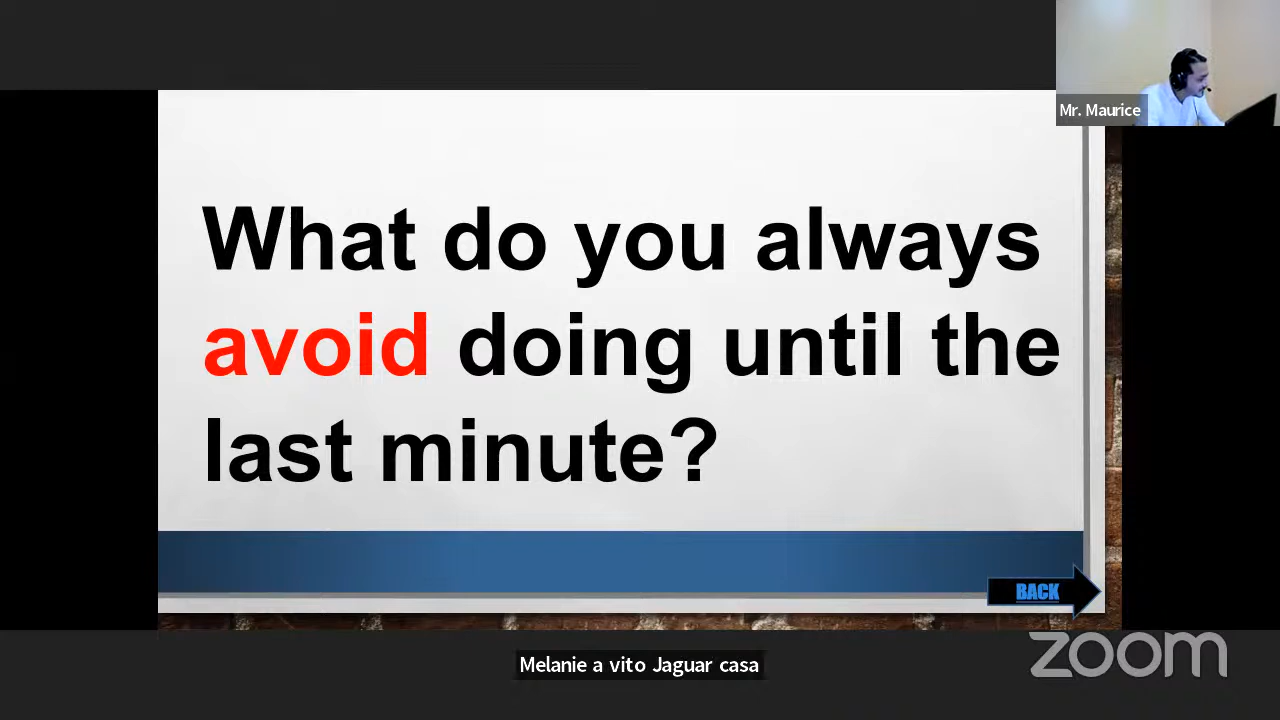 Mr. Maurice
What do you always
avoid doing until the
last minute?
BACK
Melanie a vito Jaguar casa
zoom